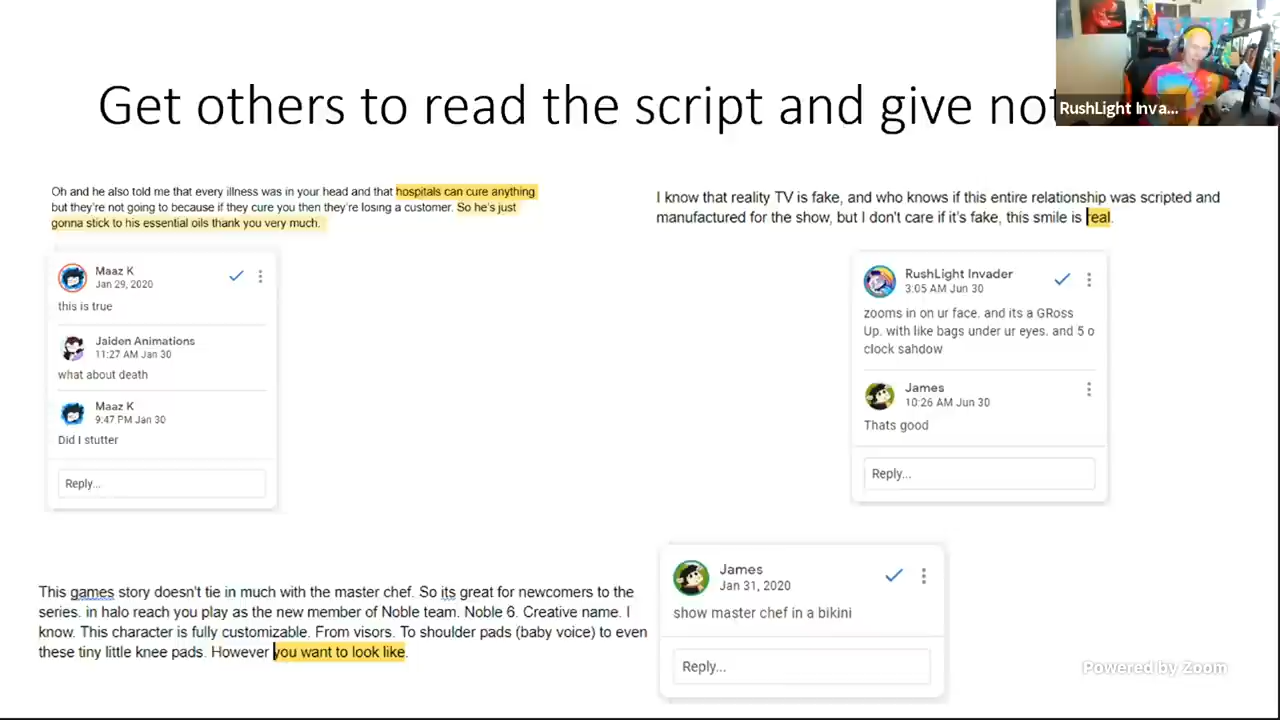 Get others to read the script and give not
RushLight Inva...
Oh and he also told me that every illness was in your head and that hospitals can cure anything
but they're not going to because if they cure you then they're losing a customer. So he's just
gonna stick to his essential oils thank you very much.
Maaz K
Jan 29, 2020
this is true
Jaiden Animations
11:27 AM Jan 30
what about death
Maaz K
9:47 PM Jan 30
Did I stutter
Reply...
I know that reality TV is fake, and who knows if this entire relationship was scripted and
manufactured for the show, but I don't care if it's fake, this smile is real.
RushLight Invader
3:05 AM Jun 30
zooms in on ur face. and its a GRoss
Up. with like bags under ur eyes. and 5 o
clock sahdow
James
10:26 AM Jun 30
Thats good
Reply...
This games story doesn't tie in much with the master chef. So its great for newcomers to the
series. in halo reach you play as the new member of Noble team. Noble 6. Creative name. I
know. This character is fully customizable. From visors. To shoulder pads (baby voice) to even
these tiny little knee pads. However you want to look like.
James
Jan 31, 2020
show master chef in a bikini
Reply...
Powered by Zoom